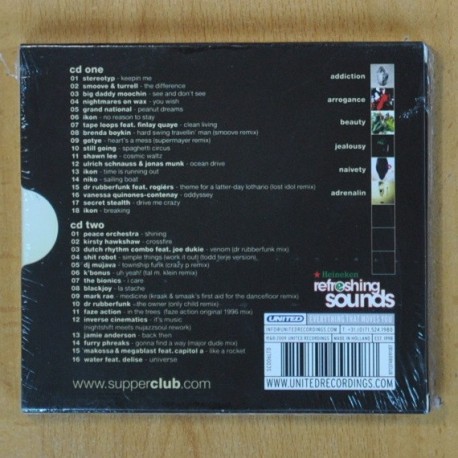 cd one
01 stereotyp - keepin me
02 smoove & turrell - the difference
03 big daddy moochin - see and don't see
04 nightmares on wax - you wish
05 grand national - peanut dreams
06 ikon - no reason to stay
07 tape loops feat. finlay quaye - clean living
08 brenda boykin - hard swing travellin' man (smoove remix)
09 gotye - heart's a mess (supermayer remix)
10 still going - spaghetti circus
11 shawn lee - cosmic waltz
12 ulrich schnauss & jonas munk - ocean drive
13 ikon - time is running out
14 niko - sailing boat
15 dr rubberfunk feat. rogiérs - theme for a latter-day lothario (lost idol remix)
16 vanessa quinones-contenay - oddyssey
17 secret stealth - drive me crazy
18 ikon - breaking
cd two
01 peace orchestra - shining
02 kirsty hawkshaw - crossfire
03 dutch rhythm combo feat. joe dukie - venom (dr rubberfunk mix)
04 shit robot - simple things (work it out) (todd terje version)
05 dj mujava - township funk (crazy p remix)
06 k'bonus - uh yeah! (tal m. klein remix)
07 the bionics - i care
08 blackjoy - la stache
09 mark rae - medicine (kraak & smaak's first aid for the dancefloor remix)
10 dr rubberfunk - the owner (only child remix)
11 faze action - in the trees (faze action original 1996 mix)
12 inverse cinematics - it's music
(nightshift meets nujazzsoul rework)
13 jamie anderson - back then
14 furry phreaks - gonna find a way (major dude mix)
15 makossa & megablast feat. capitol a - like a rocket
16 water feat. delise - universe
www.supperclub.com
addiction
arrogance
beauty
jealousy
naivety
adrenalin
Heineken
refreshing
sounds
UNITED
EVERYTHING THAT MOVES YOU
INFO@UNITEDRECORDINGS.COM
MADE IN HOLLAND
WWW.UNITEDRECORDINGS.COM